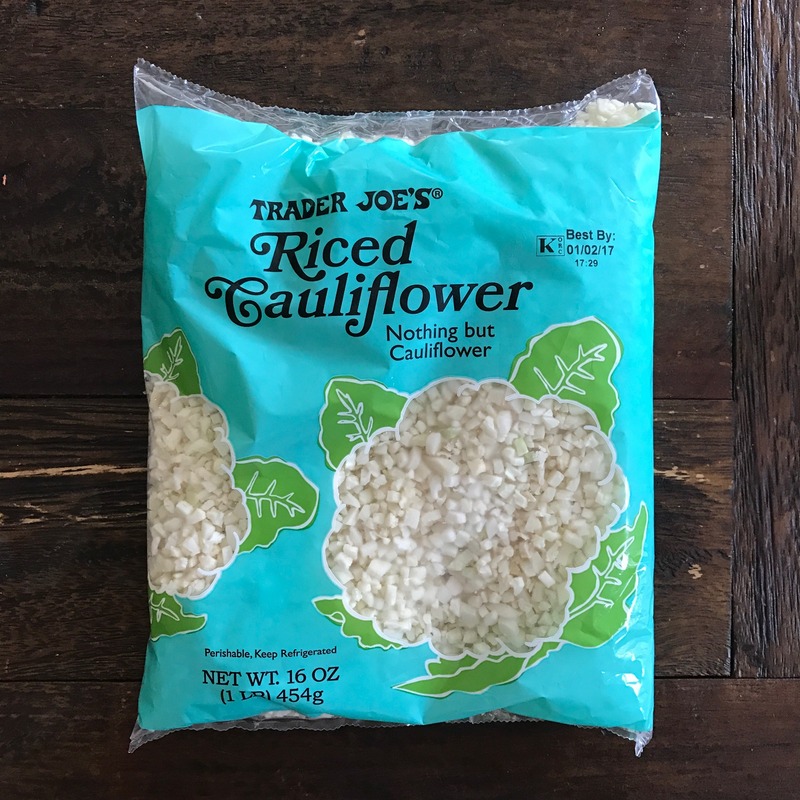 TRADER JOE'S®
Riced
Cauliflower
Nothing but
Cauliflower
K
Best By:
01/02/17
17:29
Perishable, Keep Refrigerated
NET WT. 16 OZ
(1 LB) 454g